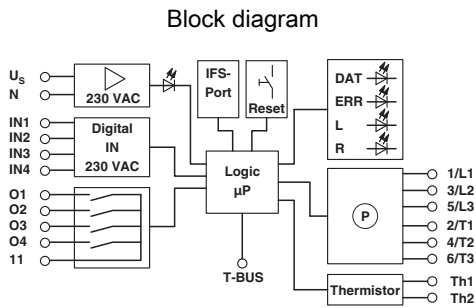 Block diagram
U_S
N
230 VAC
IFS-
Port
Reset
DAT
ERR
L
R
IN1
IN2
IN3
IN4
Digital
IN
230 VAC
Logic
µP
O1
O2
O3
O4
11
P
1/L1
3/L2
5/L3
2/T1
4/T2
6/T3
T-BUS
Thermistor
Th1
Th2